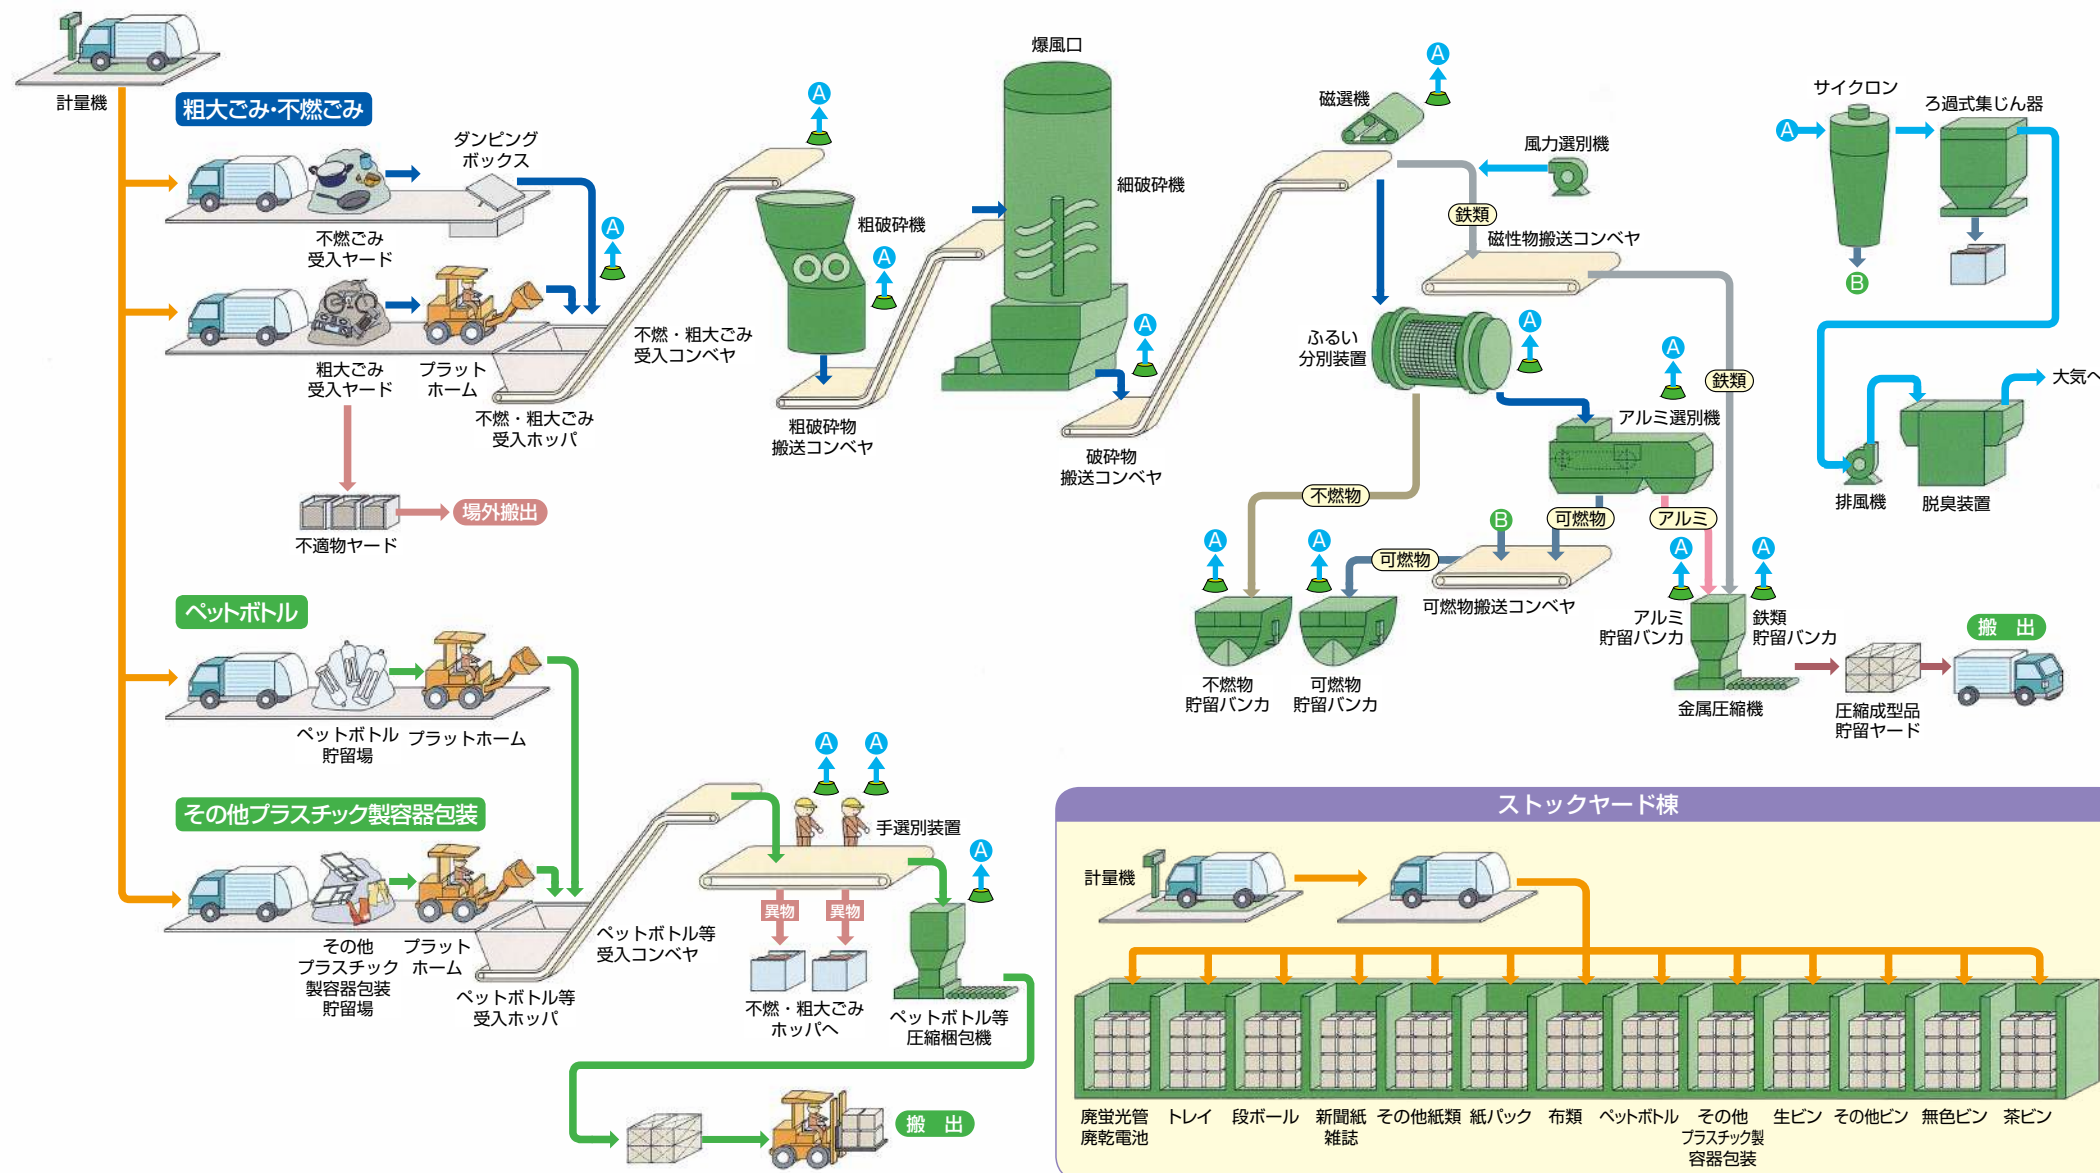 計量機
粗大ごみ・不燃ごみ
ダンピング
ボックス
不燃ごみ
受入ヤード
粗大ごみ
受入ヤード
プラット
ホーム
不燃・粗大ごみ
受入ホッパ
不燃・粗大ごみ
受入コンベヤ
不適物ヤード
場外搬出
A
A
粗破砕機
A
粗破砕物
搬送コンベヤ
爆風口
細破砕機
A
破砕物
搬送コンベヤ
磁選機
A
風力選別機
鉄類
磁性物搬送コンベヤ
ふるい
分別装置
A
A
鉄類
アルミ選別機
不燃物
可燃物
アルミ
B
可燃物
可燃物搬送コンベヤ
A
A
不燃物
貯留バンカ
可燃物
貯留バンカ
A
A
アルミ
貯留バンカ
鉄類
貯留バンカ
金属圧縮機
圧縮成型品
貯留ヤード
搬 出
サイクロン
ろ過式集じん器
A
B
排風機
脱臭装置
大気へ
ペットボトル
ペットボトル
貯留場
プラットホーム
その他プラスチック製容器包装
その他
プラスチック
製容器包装
貯留場
プラット
ホーム
ペットボトル等
受入ホッパ
ペットボトル等
受入コンベヤ
A
A
手選別装置
A
異物
異物
不燃・粗大ごみ
ホッパへ
ペットボトル等
圧縮梱包機
搬 出
ストックヤード棟
計量機
廃蛍光管
廃乾電池
トレイ
段ボール
新聞紙
雑誌
その他紙類
紙パック
布類
ペットボトル
その他
プラスチック製
容器包装
生ビン
その他ビン
無色ビン
茶ビン